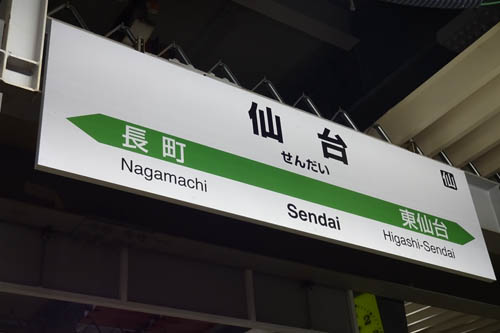 仙台
せんだい
仙
長町
東仙台
Nagamachi
Sendai
Higashi-Sendai